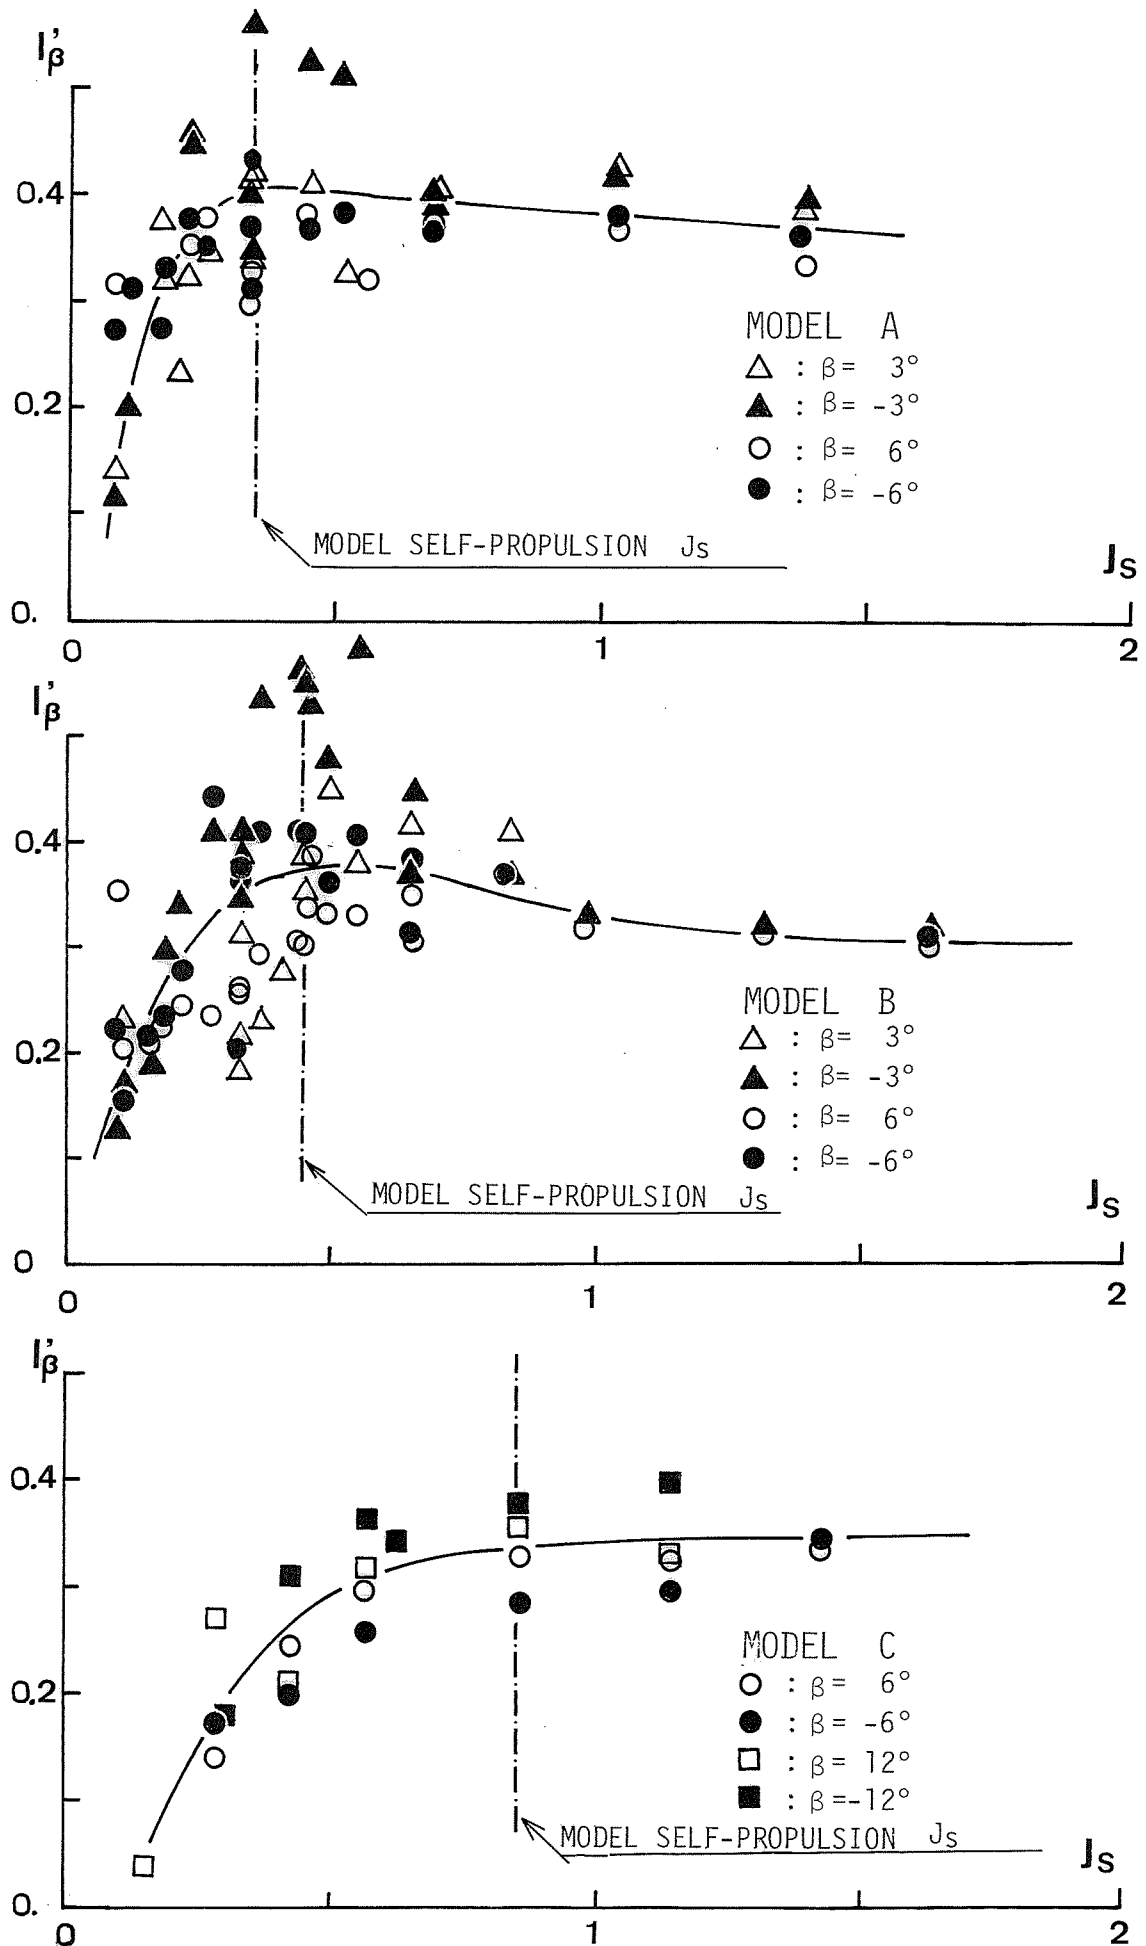 I'β
0.4
MODEL A
△ : β= 3°
▲ : β= -3°
○ : β= 6°
● : β= -6°
0.2
MODEL SELF-PROPULSION Js
Js
0.
0 1 2
I'β
0.4
MODEL B
△ : β= 3°
▲ : β= -3°
○ : β= 6°
● : β= -6°
0.2
MODEL SELF-PROPULSION Js
Js
0
0 1 2
I'β
0.4
MODEL C
○ : β= 6°
● : β= -6°
□ : β= 12°
■ : β=-12°
0.2
MODEL SELF-PROPULSION Js
Js
0.
0 1 2